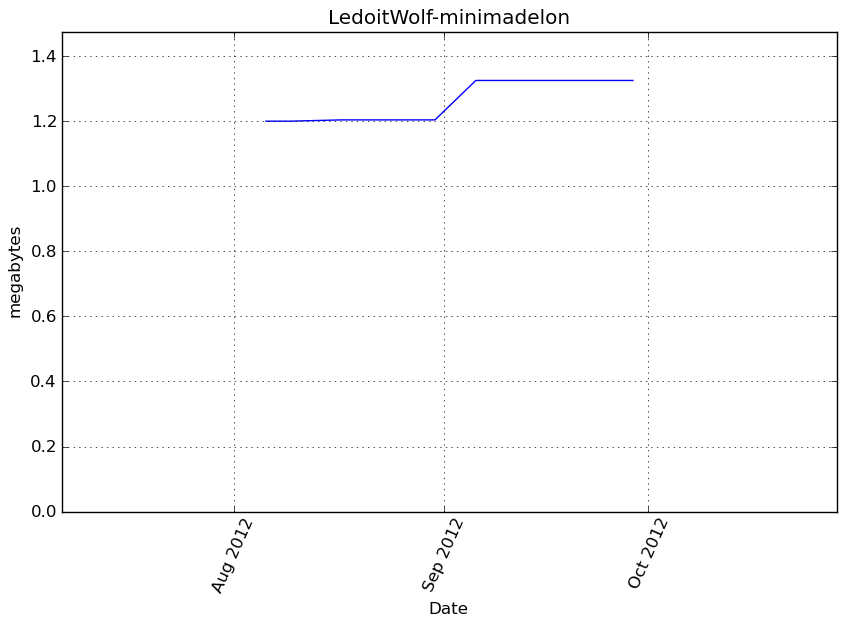 LedoitWolf-minimadelon
1.4
1.2
1.0
0.8
0.6
0.4
0.2
0.0
megabytes
Aug 2012
Sep 2012
Oct 2012
Date